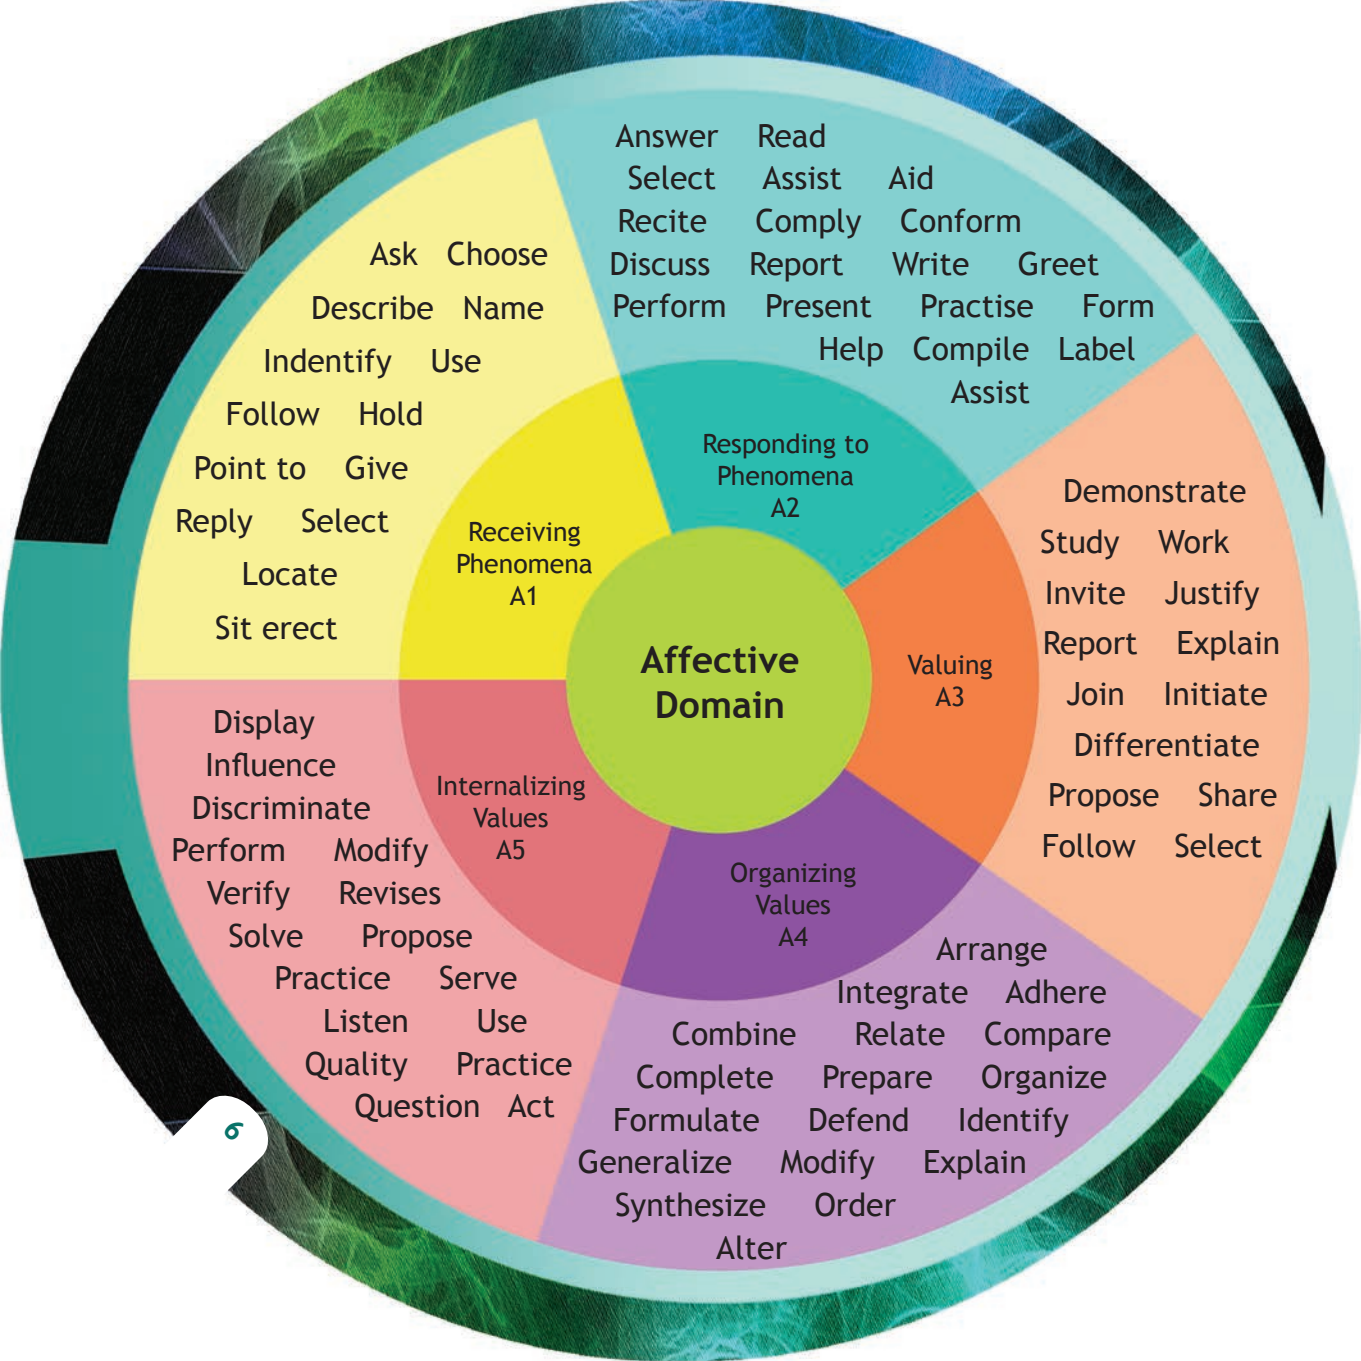 Affective
Domain
Receiving
Phenomena
A1
Ask Choose
Describe Name
Indentify Use
Follow Hold
Point to Give
Reply Select
Locate
Sit erect
Responding to
Phenomena
A2
Answer Read
Select Assist Aid
Recite Comply Conform
Discuss Report Write Greet
Perform Present Practise Form
Help Compile Label
Assist
Valuing
A3
Demonstrate
Study Work
Invite Justify
Report Explain
Join Initiate
Differentiate
Propose Share
Follow Select
Organizing
Values
A4
Arrange
Integrate Adhere
Combine Relate Compare
Complete Prepare Organize
Formulate Defend Identify
Generalize Modify Explain
Synthesize Order
Alter
Internalizing
Values
A5
Display
Influence
Discriminate
Perform Modify
Verify Revises
Solve Propose
Practice Serve
Listen Use
Quality Practice
Question Act
6